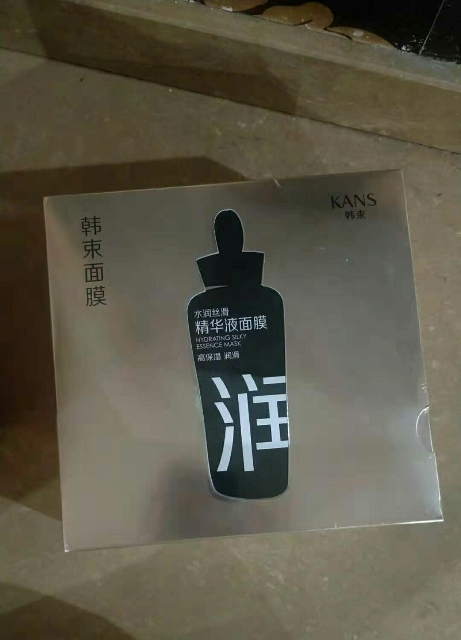 韩束面膜
KANS
韩束
水润丝滑
精华液面膜
HYDRATING SILKY
ESSENCE MASK
高保湿 润滑
润